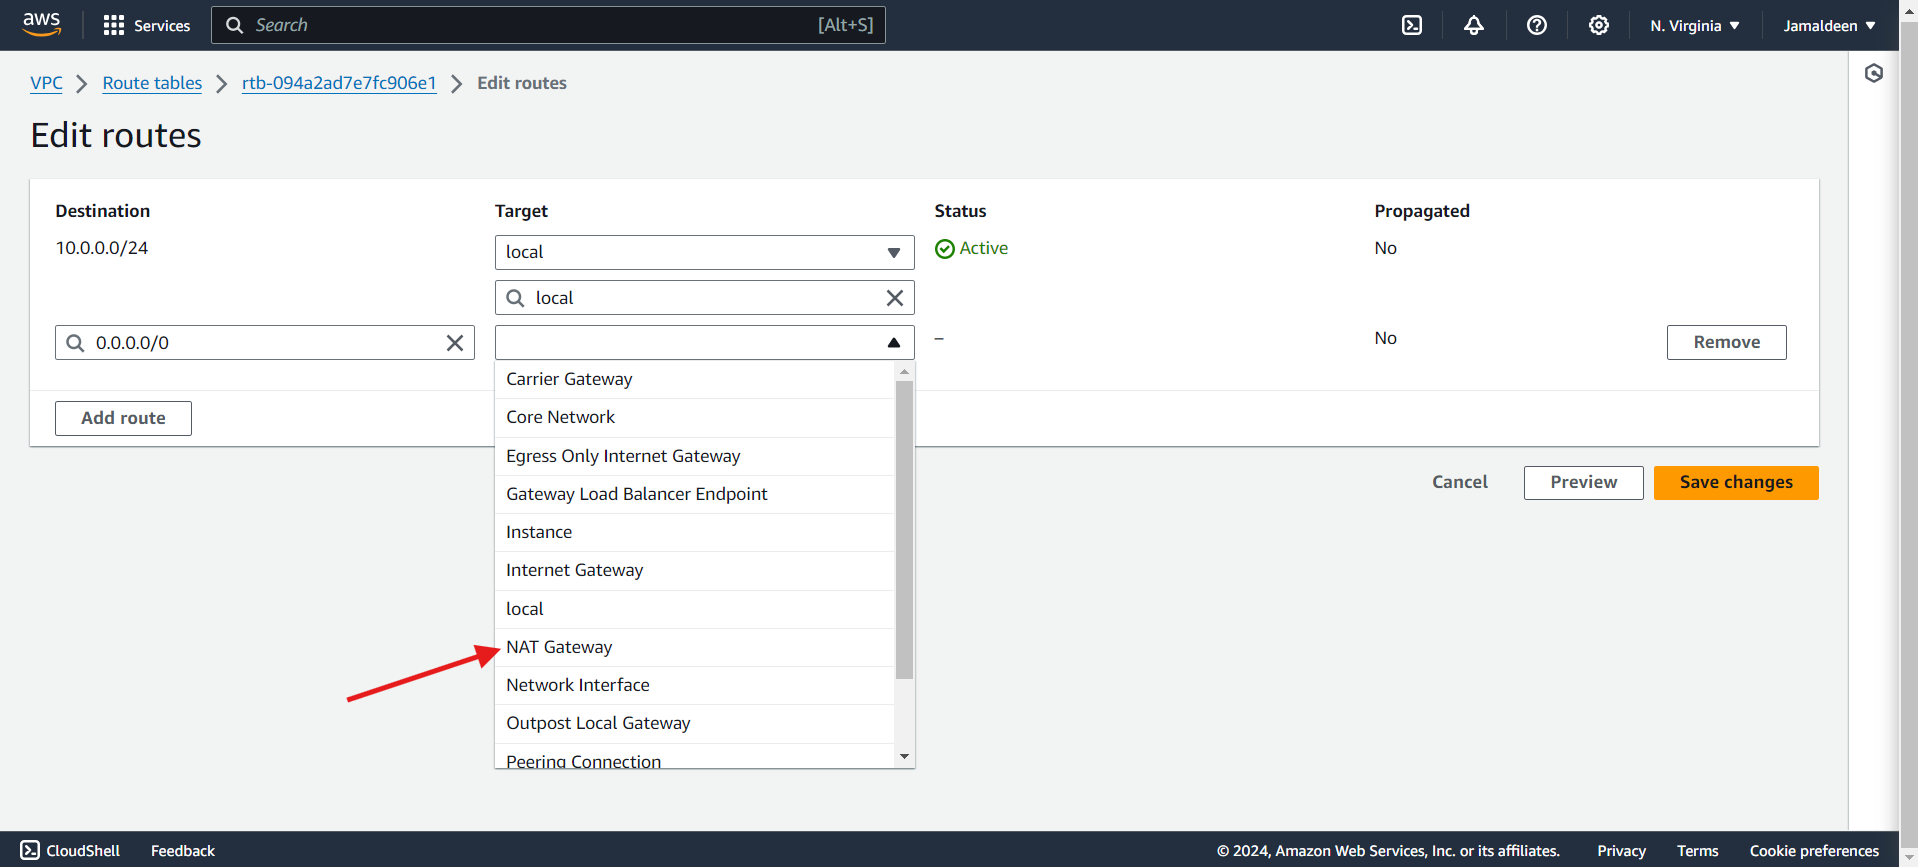 aws Services Search [Alt+S] N. Virginia Jamaldeen
VPC Route tables rtb-094a2ad7e7fc906e1 Edit routes
Edit routes
Destination Target Status Propagated
10.0.0.0/24 local Active No
local
0.0.0.0/0 – No Remove
Carrier Gateway
Add route Core Network
Egress Only Internet Gateway
Cancel Preview Save changes
Gateway Load Balancer Endpoint
Instance
Internet Gateway
local
NAT Gateway
Network Interface
Outpost Local Gateway
Peering Connection
CloudShell Feedback © 2024, Amazon Web Services, Inc. or its affiliates. Privacy Terms Cookie preferences